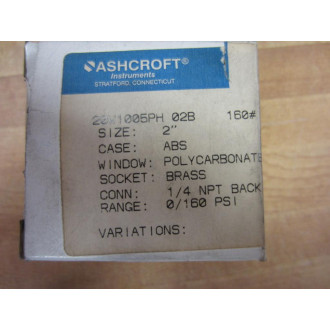 ASHCROFT®
Instruments
STRATFORD, CONNECTICUT
1005PH 02B 160#
SIZE: 2"
CASE: ABS
WINDOW: POLYCARBONATE
SOCKET: BRASS
CONN: 1/4 NPT BACK
RANGE: 0/160 PSI
VARIATIONS: